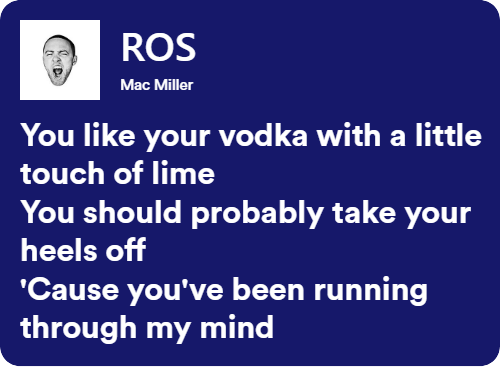 ROS
Mac Miller
You like your vodka with a little
touch of lime
You should probably take your
heels off
'Cause you've been running
through my mind